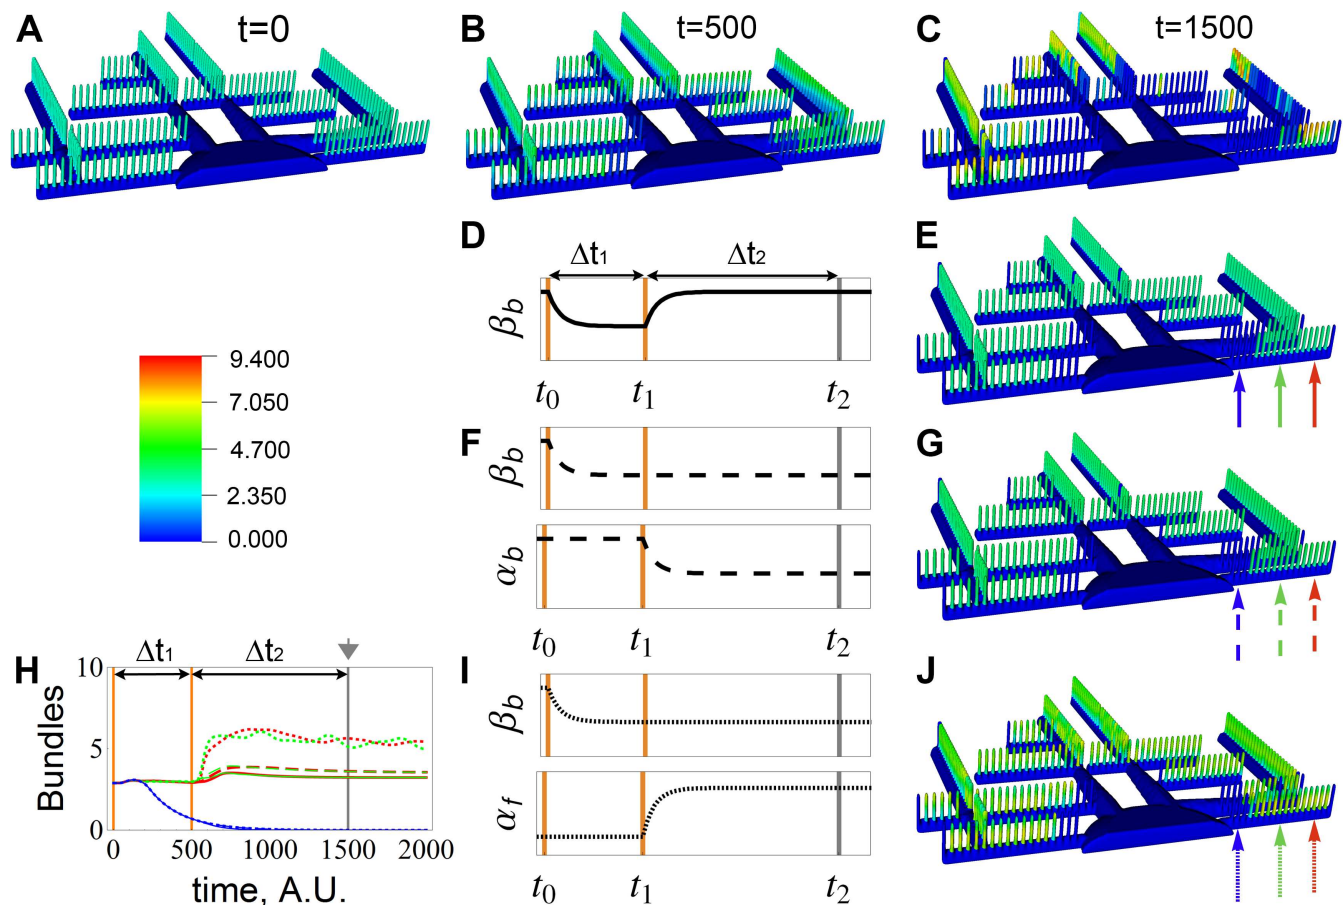 A t=0
B t=500
C t=1500
D
Δt1 Δt2
βb
t0 t1 t2
E
9.400
7.050
4.700
2.350
0.000
F
βb
αb
t0 t1 t2
G
H
Δt1 Δt2
10
5
0
Bundles
0 500 1000 1500 2000
time, A.U.
I
βb
αf
t0 t1 t2
J